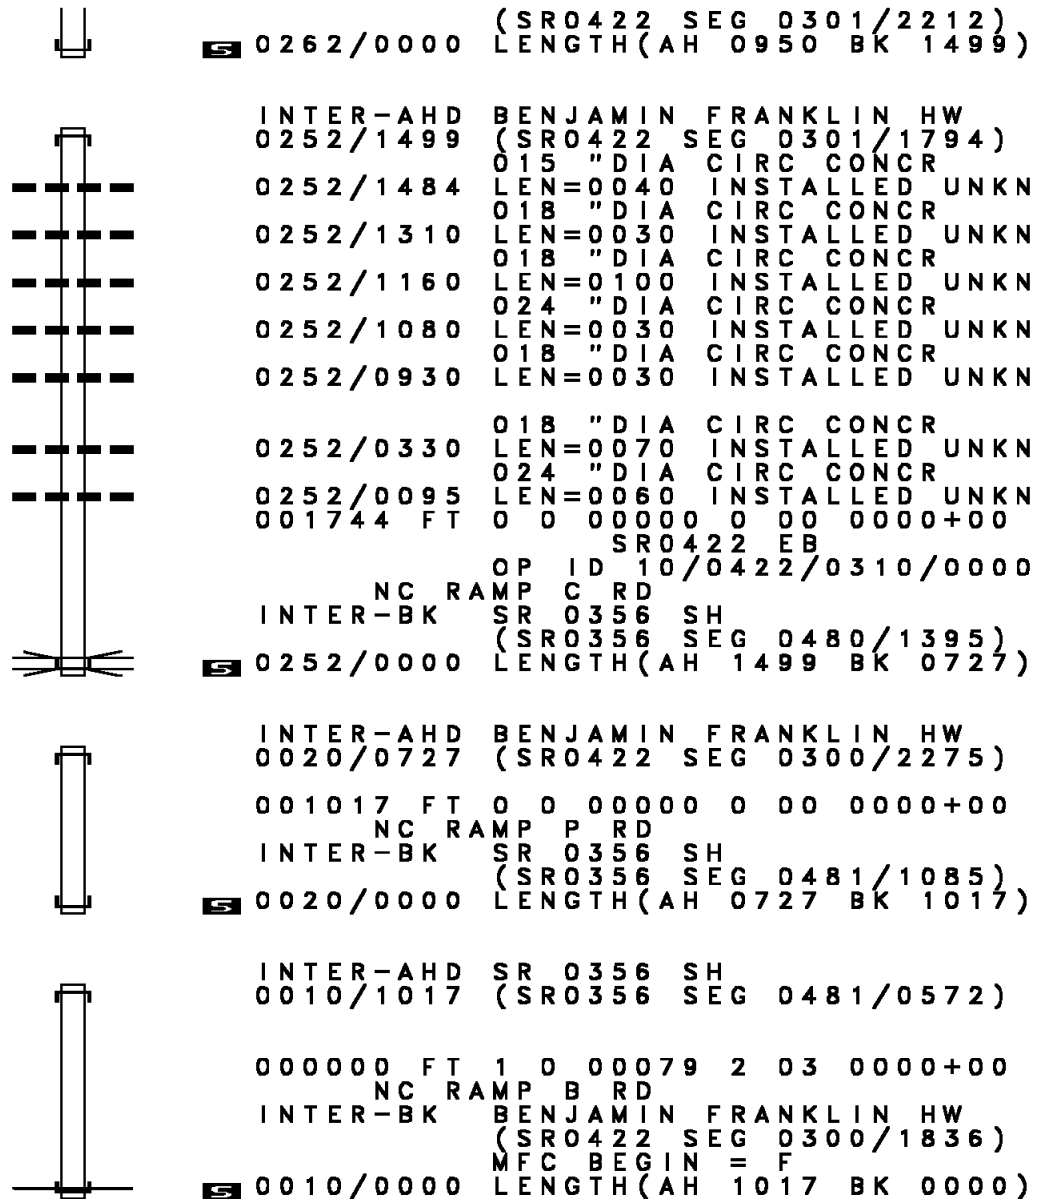 (SR0422 SEG 0301/2212)
S 0262/0000 LENGTH(AH 0950 BK 1499)
INTER-AHD BENJAMIN FRANKLIN HW
0252/1499 (SR0422 SEG 0301/1794)
015 "DIA CIRC CONCR
0252/1484 LEN=0040 INSTALLED UNKN
018 "DIA CIRC CONCR
0252/1310 LEN=0030 INSTALLED UNKN
018 "DIA CIRC CONCR
0252/1160 LEN=0100 INSTALLED UNKN
024 "DIA CIRC CONCR
0252/1080 LEN=0030 INSTALLED UNKN
018 "DIA CIRC CONCR
0252/0930 LEN=0030 INSTALLED UNKN
018 "DIA CIRC CONCR
0252/0330 LEN=0070 INSTALLED UNKN
024 "DIA CIRC CONCR
0252/0095 LEN=0060 INSTALLED UNKN
001744 FT 0 0 00000 0 00 0000+00
SR0422 EB
OP ID 10/0422/0310/0000
NC RAMP C RD
INTER-BK SR 0356 SH
(SR0356 SEG 0480/1395)
S 0252/0000 LENGTH(AH 1499 BK 0727)
INTER-AHD BENJAMIN FRANKLIN HW
0020/0727 (SR0422 SEG 0300/2275)
001017 FT 0 0 00000 0 00 0000+00
NC RAMP P RD
INTER-BK SR 0356 SH
(SR0356 SEG 0481/1085)
S 0020/0000 LENGTH(AH 0727 BK 1017)
INTER-AHD SR 0356 SH
0010/1017 (SR0356 SEG 0481/0572)
000000 FT 1 0 00079 2 03 0000+00
NC RAMP B RD
INTER-BK BENJAMIN FRANKLIN HW
(SR0422 SEG 0300/1836)
MFC BEGIN = F
S 0010/0000 LENGTH(AH 1017 BK 0000)